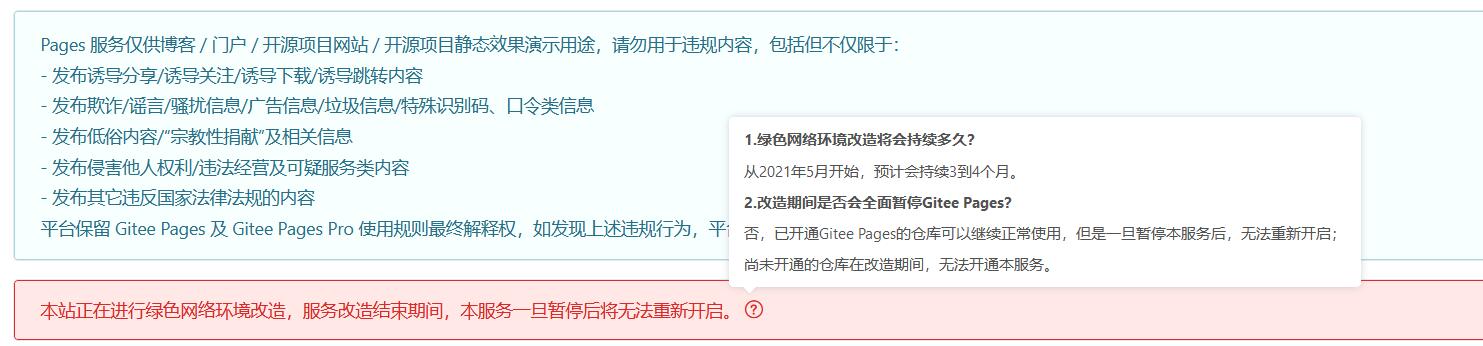 Pages 服务仅供博客 / 门户 / 开源项目网站 / 开源项目静态效果演示用途，请勿用于违规内容，包括但不仅限于：
- 发布诱导分享/诱导关注/诱导下载/诱导跳转内容
- 发布欺诈/谣言/骚扰信息/广告信息/垃圾信息/特殊识别码、口令类信息
- 发布低俗内容/“宗教性捐献”及相关信息
- 发布侵害他人权利/违法经营及可疑服务类内容
- 发布其它违反国家法律法规的内容
平台保留 Gitee Pages 及 Gitee Pages Pro 使用规则最终解释权，如发现上述违规行为，平
1.绿色网络环境改造将会持续多久？
从2021年5月开始，预计会持续3到4个月。
2.改造期间是否会全面暂停Gitee Pages？
否，已开通Gitee Pages的仓库可以继续正常使用，但是一旦暂停本服务后，无法重新开启；
尚未开通的仓库在改造期间，无法开通本服务。
本站正在进行绿色网络环境改造，服务改造结束期间，本服务一旦暂停后将无法重新开启。